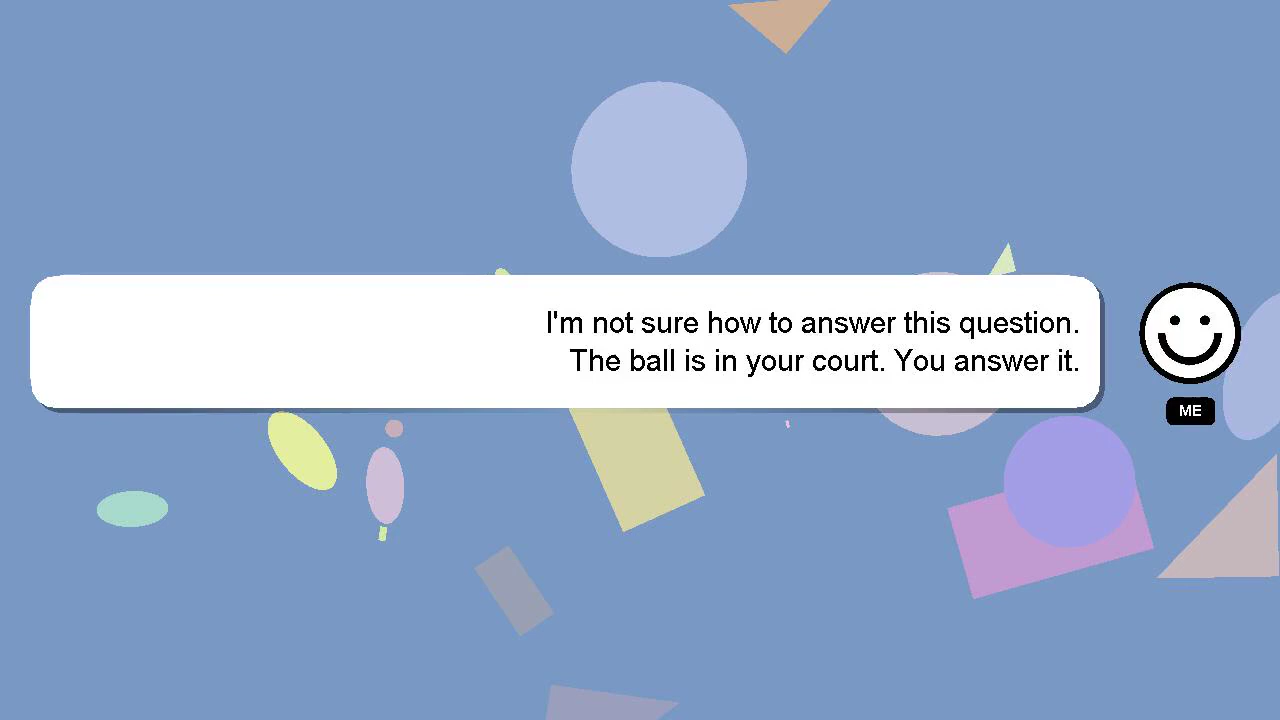 I'm not sure how to answer this question.
The ball is in your court. You answer it.
ME